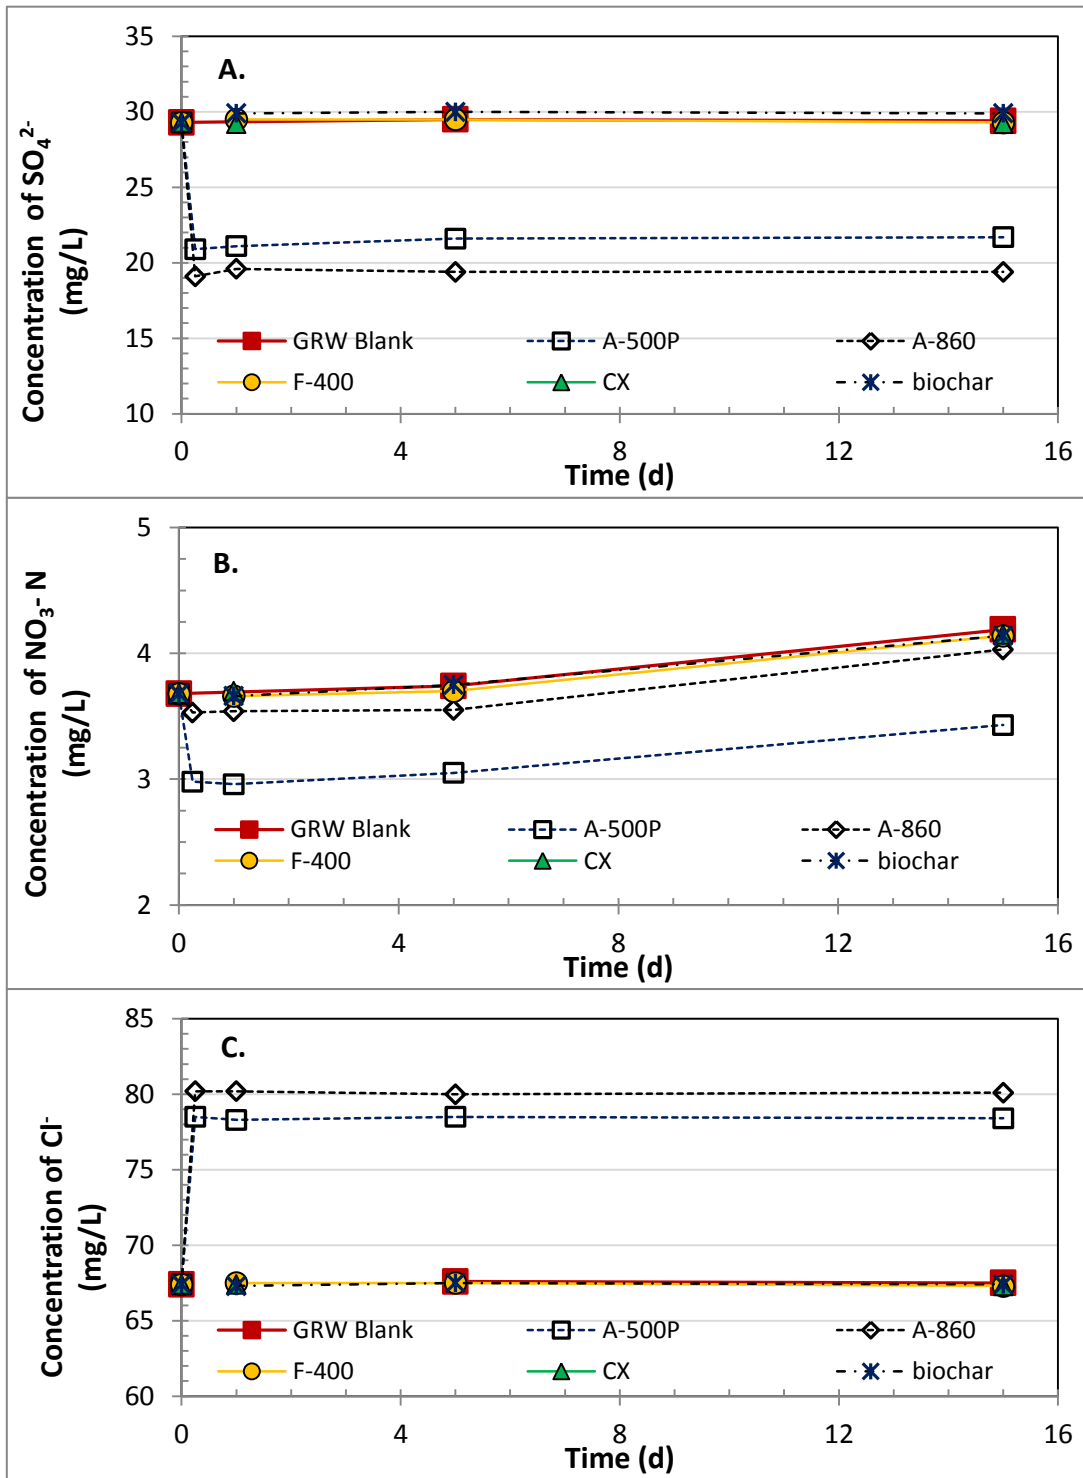 A.
Concentration of SO₄²⁻
(mg/L)
35
30
25
20
15
10
GRW Blank A-500P A-860
F-400 CX biochar
0 4 8 12 16
Time (d)
B.
Concentration of NO₃- N
(mg/L)
5
4
3
2
GRW Blank A-500P A-860
F-400 CX biochar
0 4 8 12 16
Time (d)
C.
Concentration of Cl⁻
(mg/L)
85
80
75
70
65
60
GRW Blank A-500P A-860
F-400 CX biochar
0 4 8 12 16
Time (d)